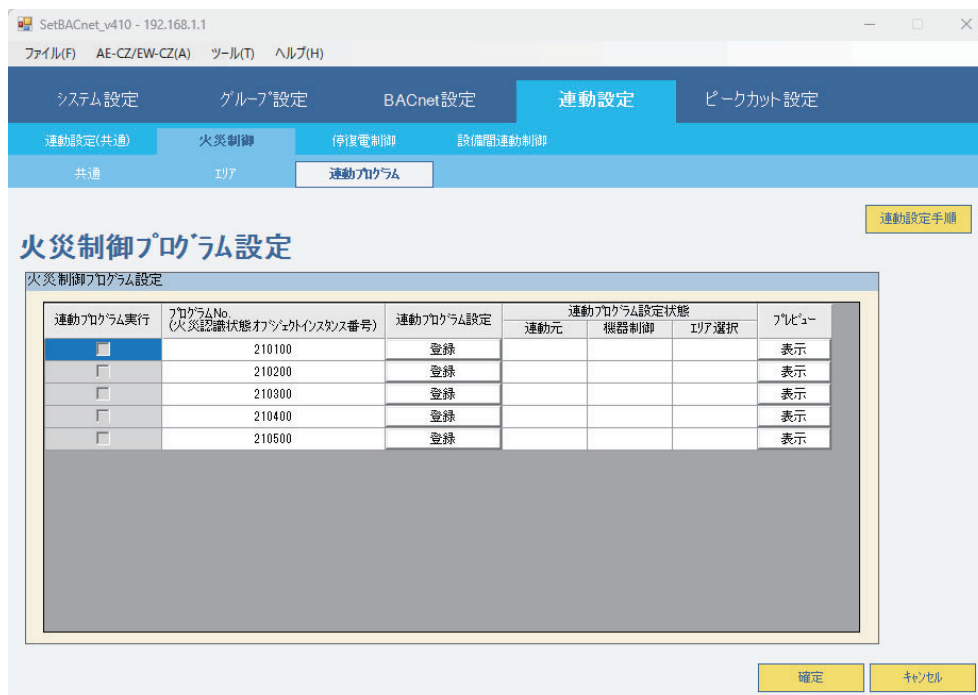 SetBACnet_v410 - 192.168.1.1
ファイル(F) AE-CZ/EW-CZ(A) ツール(T) ヘルプ(H)
システム設定 グループ設定 BACnet設定 連動設定 ピークカット設定
連動設定(共通) 火災制御 停復電制御 設備間連動制御
共通 エリア 連動プログラム
連動設定手順
火災制御プログラム設定
火災制御プログラム設定
連動プログラム実行 プログラムNo. 連動プログラム設定 連動プログラム設定状態 プレビュー
(火災認識状態オブジェクトインスタンス番号) 連動元 機器制御 エリア選択
210100 登録 表示
210200 登録 表示
210300 登録 表示
210400 登録 表示
210500 登録 表示
確定 キャンセル